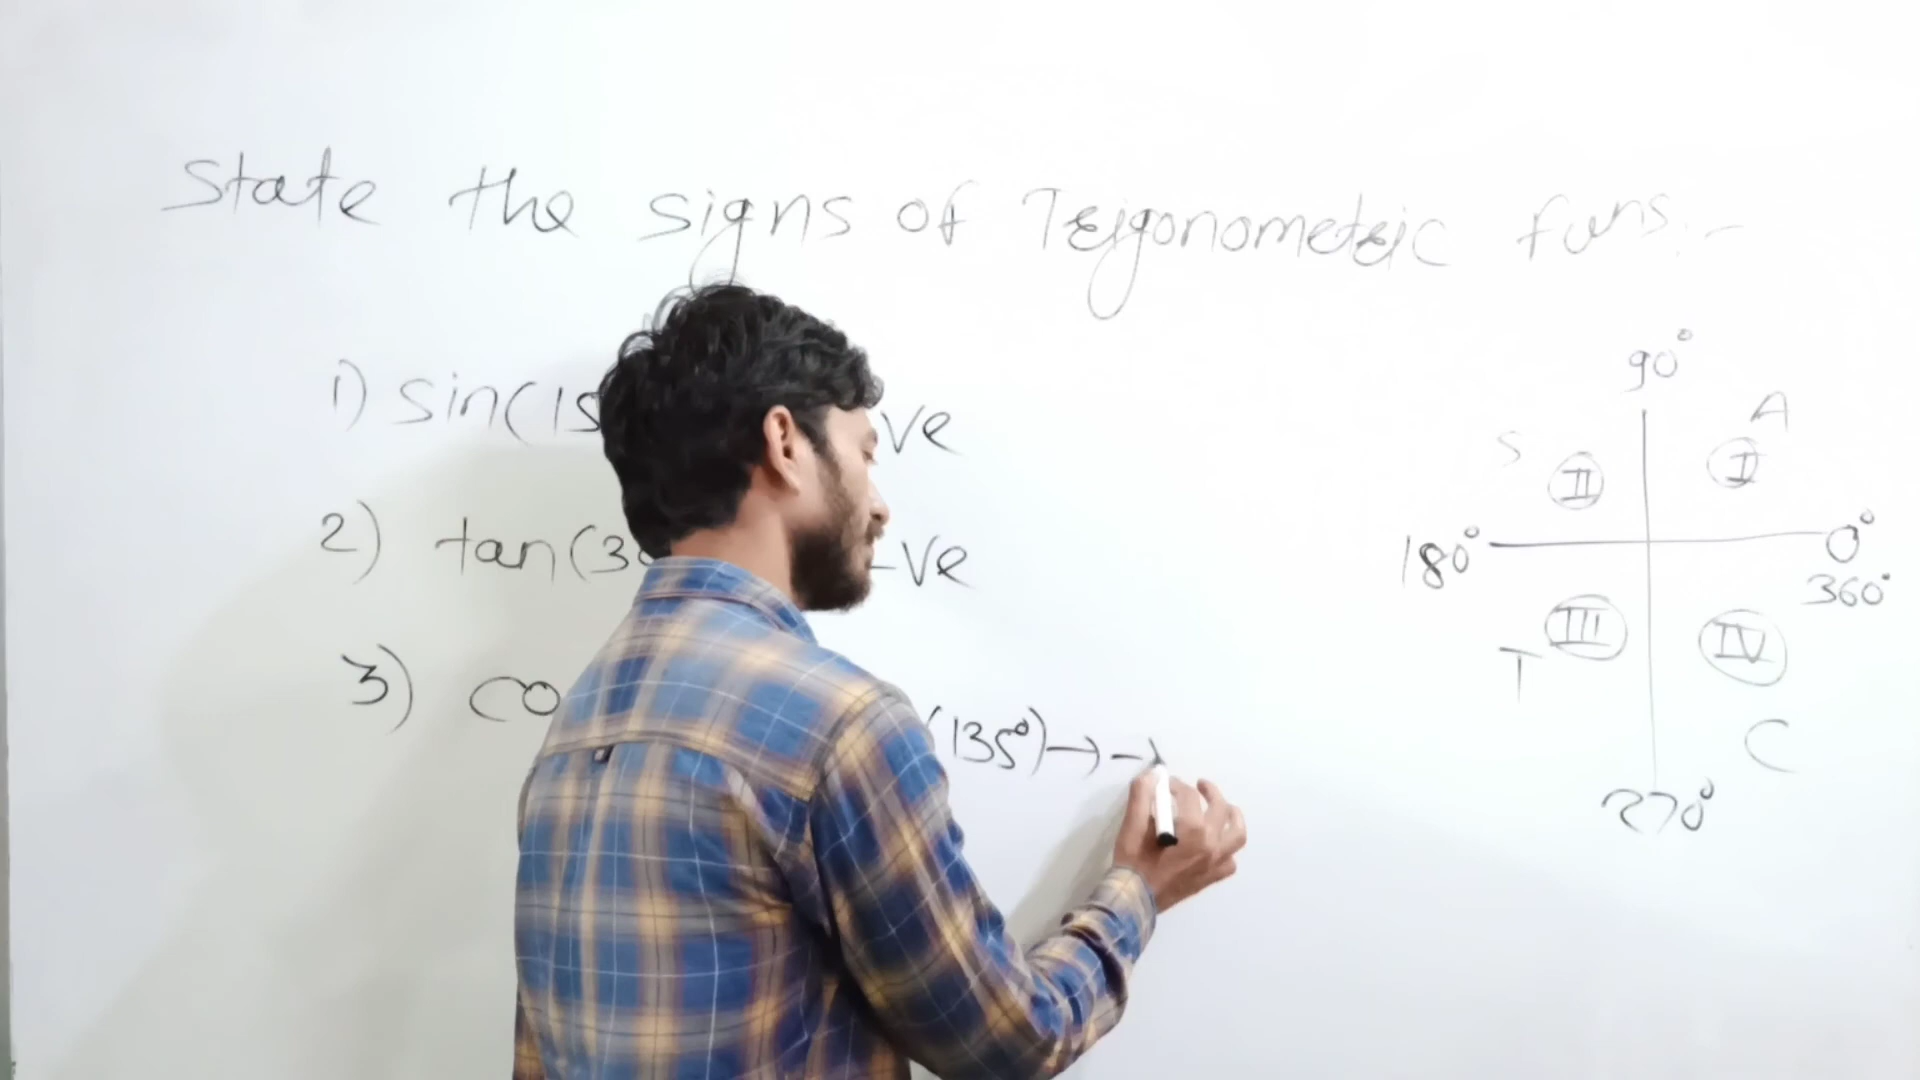 State the signs of Trigonometric funs:-
1) sin(15 ve
2) tan(3 -ve
3) co (135°) → -
90°
S II A I
180° 0°
360°
III IV
T C
270°